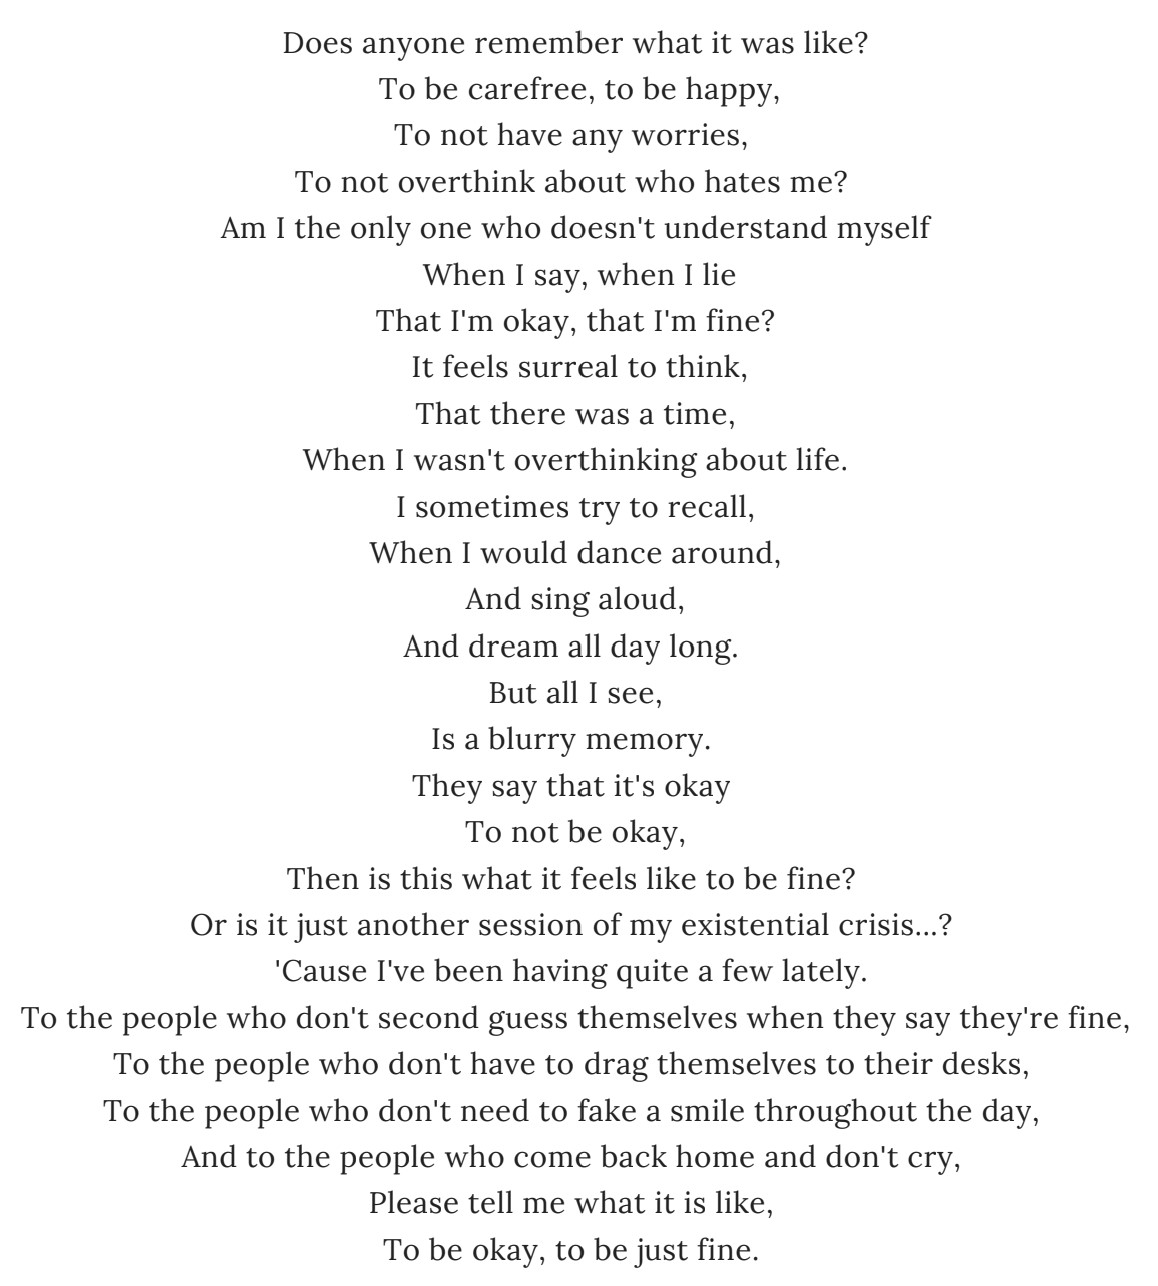 Does anyone remember what it was like?
To be carefree, to be happy,
To not have any worries,
To not overthink about who hates me?
Am I the only one who doesn't understand myself
When I say, when I lie
That I'm okay, that I'm fine?
It feels surreal to think,
That there was a time,
When I wasn't overthinking about life.
I sometimes try to recall,
When I would dance around,
And sing aloud,
And dream all day long.
But all I see,
Is a blurry memory.
They say that it's okay
To not be okay,
Then is this what it feels like to be fine?
Or is it just another session of my existential crisis...?
'Cause I've been having quite a few lately.
To the people who don't second guess themselves when they say they're fine,
To the people who don't have to drag themselves to their desks,
To the people who don't need to fake a smile throughout the day,
And to the people who come back home and don't cry,
Please tell me what it is like,
To be okay, to be just fine.